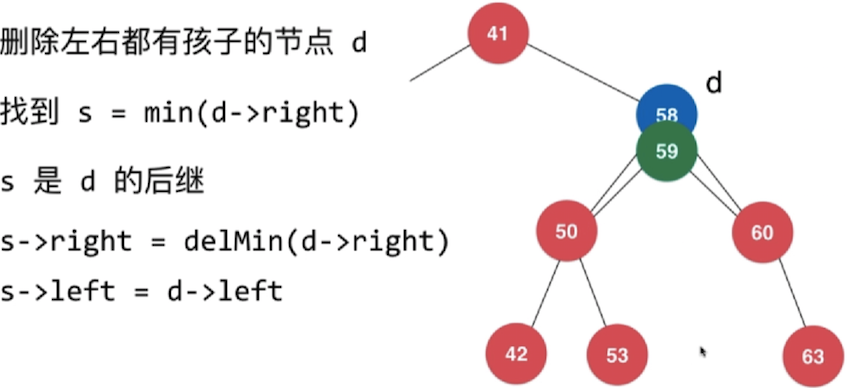 删除左右都有孩子的节点 d
找到 s = min(d->right)
s 是 d 的后继
s->right = delMin(d->right)
s->left = d->left
41
d
58
59
50
60
42
53
63